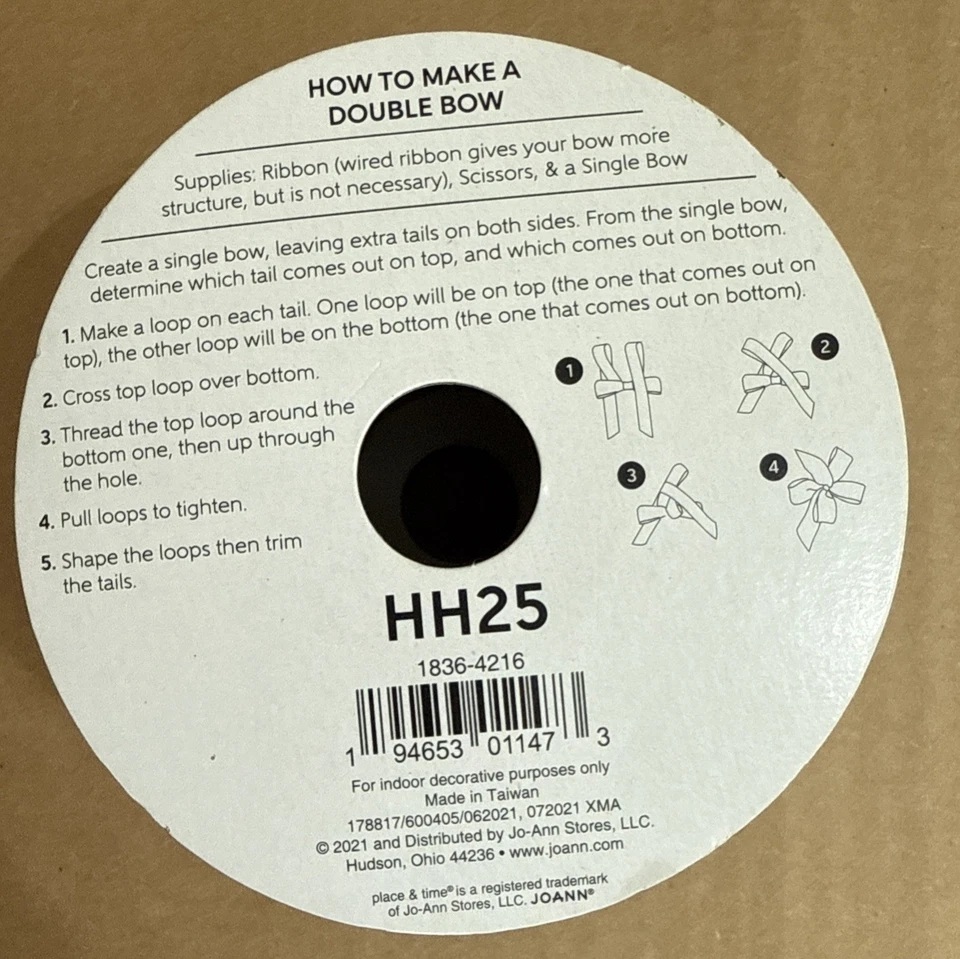 HOW TO MAKE A
DOUBLE BOW
Supplies: Ribbon (wired ribbon gives your bow more
structure, but is not necessary), Scissors, & a Single Bow
Create a single bow, leaving extra tails on both sides. From the single bow,
determine which tail comes out on top, and which comes out on bottom.
1. Make a loop on each tail. One loop will be on top (the one that comes out on
top), the other loop will be on the bottom (the one that comes out on bottom).
2. Cross top loop over bottom.
3. Thread the top loop around the
bottom one, then up through
the hole.
4. Pull loops to tighten.
5. Shape the loops then trim
the tails.
1
2
3
4
HH25
1836-4216
1 94653 01147 3
For indoor decorative purposes only
Made in Taiwan
178817/600405/062021, 072021 XMA
© 2021 and Distributed by Jo-Ann Stores, LLC.
Hudson, Ohio 44236 • www.joann.com
place & time® is a registered trademark
of Jo-Ann Stores, LLC. JOANN®